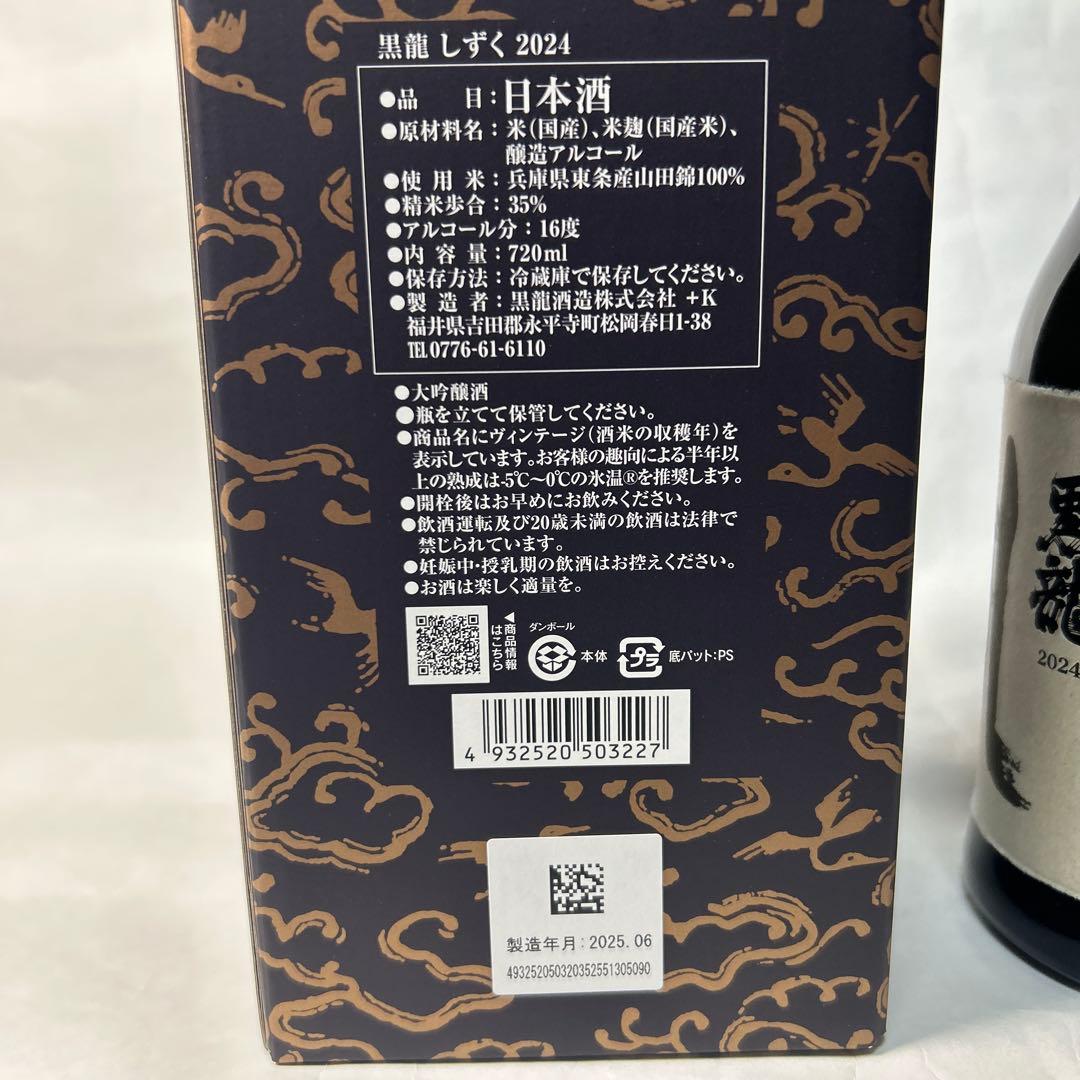 黒龍 しずく 2024
●品　　目：日本酒
●原材料名：米(国産)、米麹(国産米)、
醸造アルコール
●使 用 米：兵庫県東条産山田錦100%
●精米歩合：35%
●アルコール分：16度
●内 容 量：720ml
●保存方法：冷蔵庫で保存してください。
●製 造 者：黒龍酒造株式会社 +K
福井県吉田郡永平寺町松岡春日1-38
TEL0776-61-6110
●大吟醸酒
●瓶を立てて保管してください。
●商品名にヴィンテージ(酒米の収穫年)を
表示しています。お客様の趣向による半年以
上の熟成は-5℃〜0℃の氷温®を推奨します。
●開栓後はお早めにお飲みください。
●飲酒運転及び20歳未満の飲酒は法律で
禁じられています。
●妊娠中・授乳期の飲酒はお控えください。
●お酒は楽しく適量を。
◀商品情報
はこちら
ダンボール
本体
プラ
底パット:PS
4 932520 503227
製造年月:2025.06
493252050320352551305090
黒龍
2024